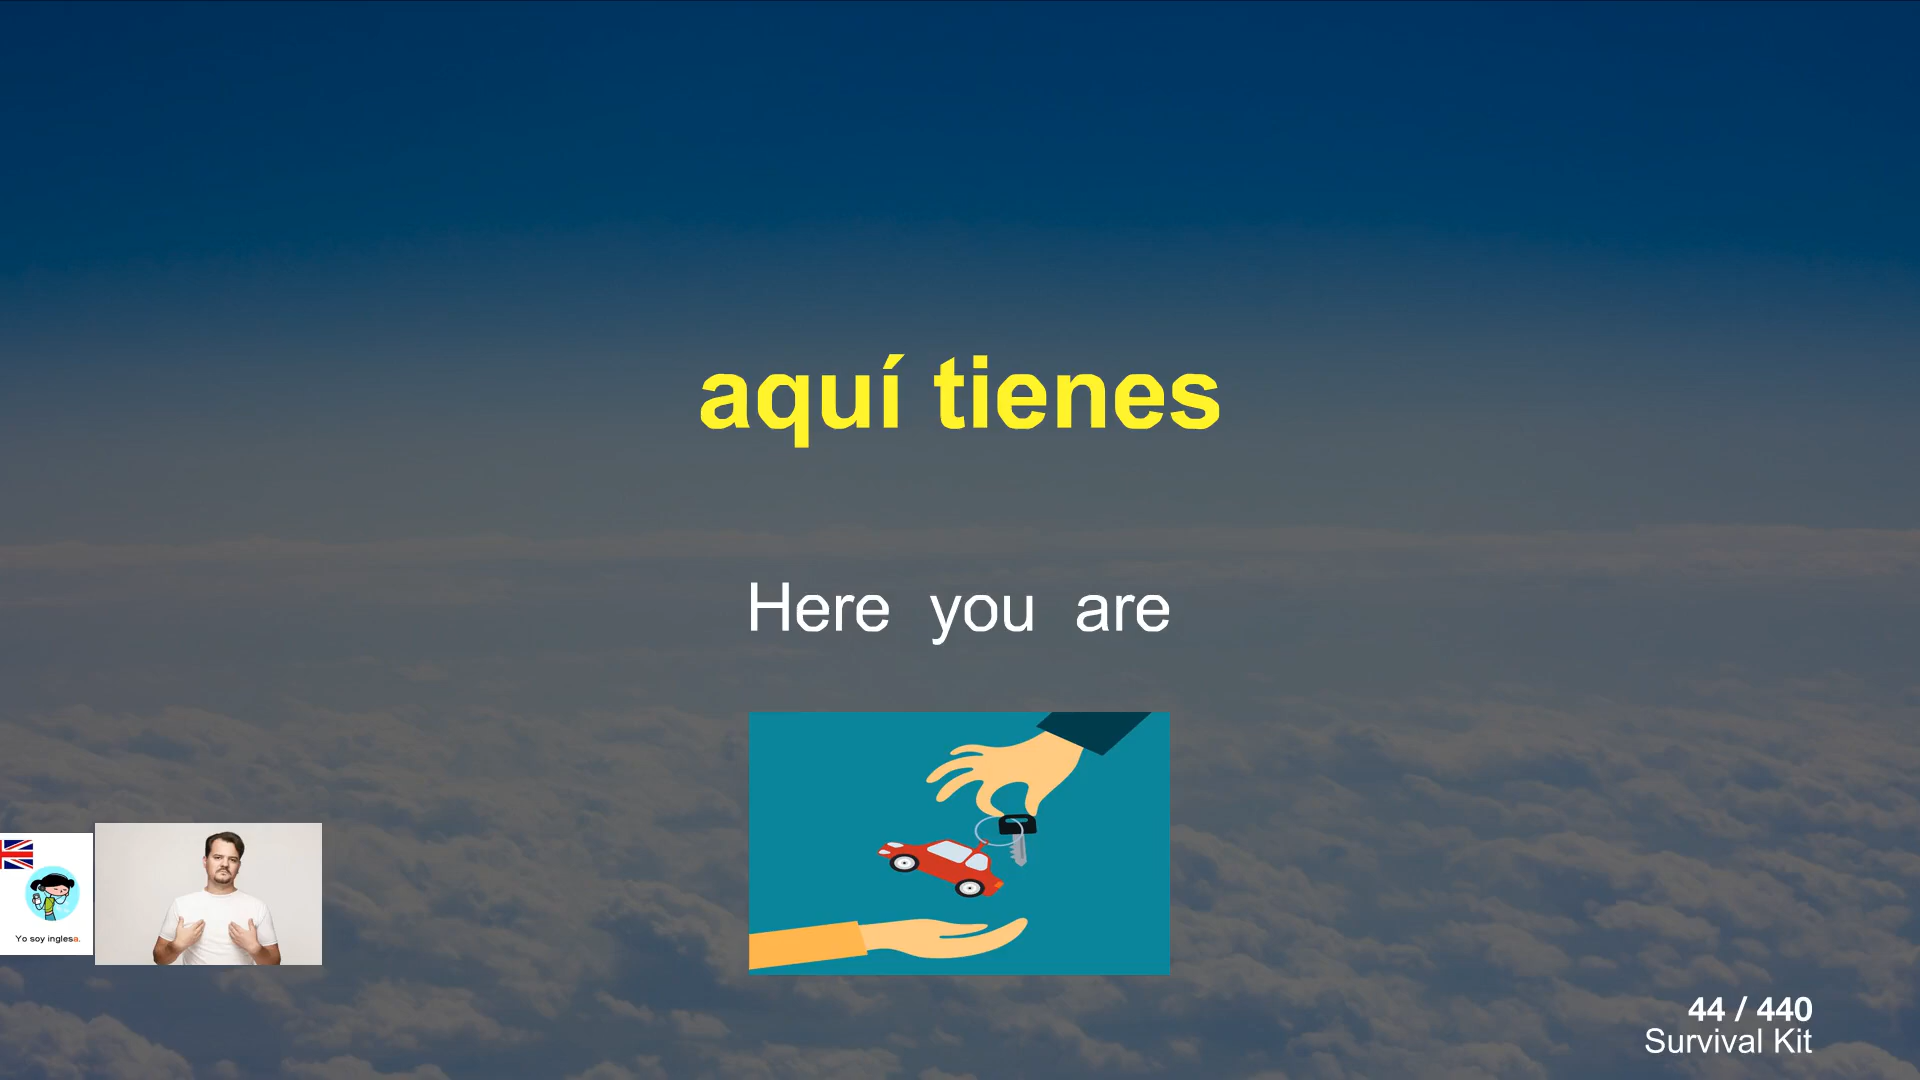 aquí tienes
Here you are
Yo soy inglesa.
44 / 440
Survival Kit